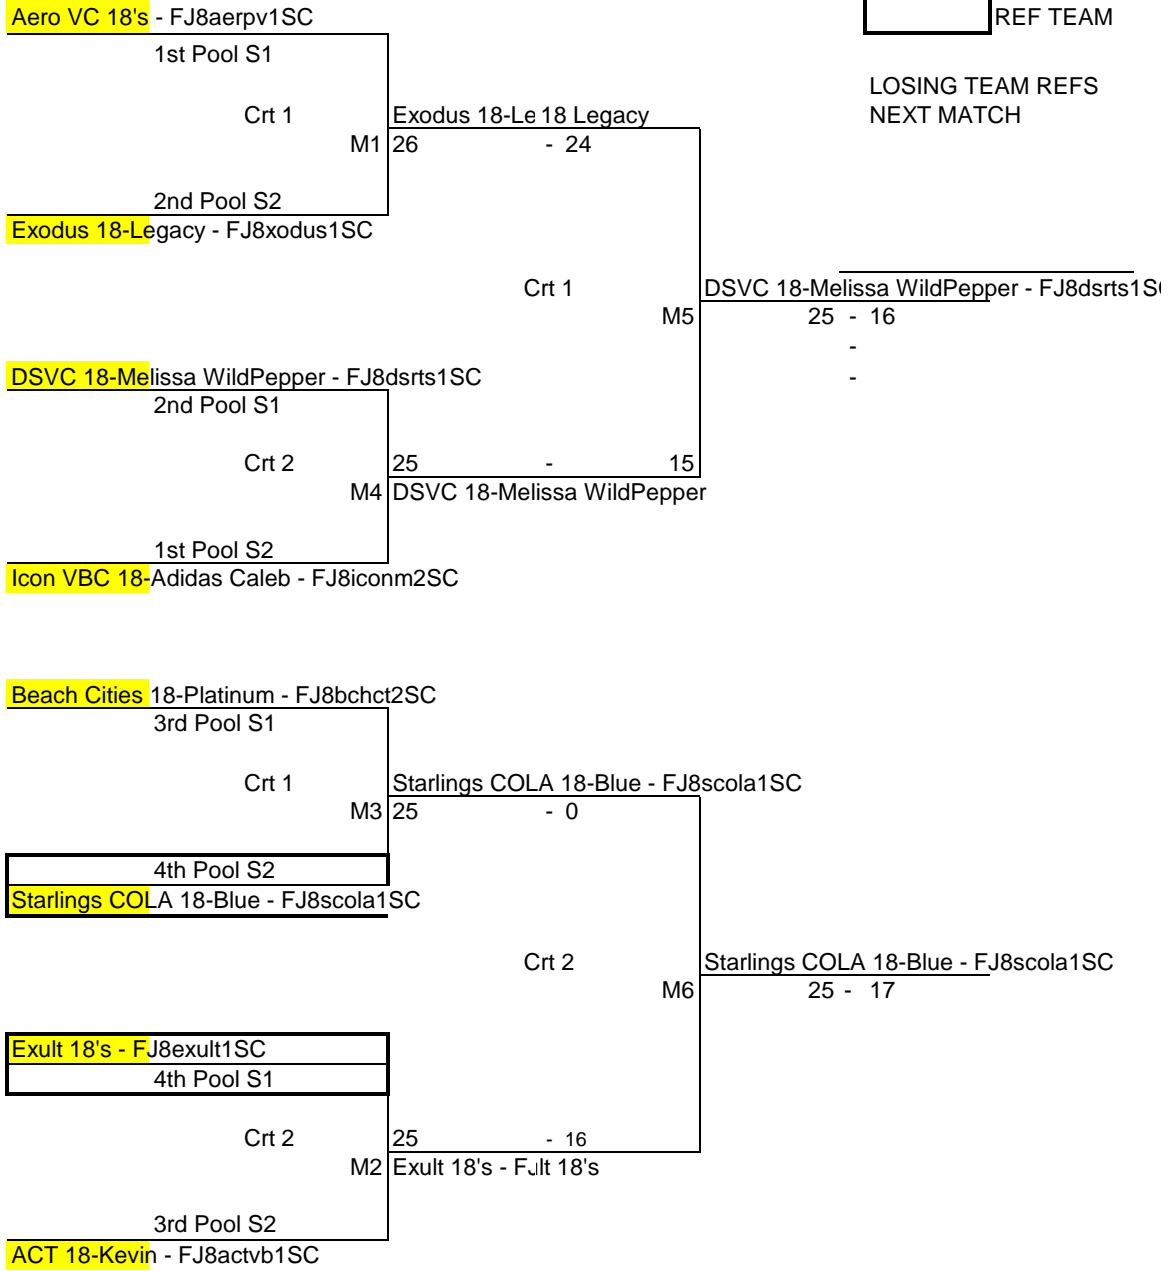 Aero VC 18's - FJ8aerpv1SC
REF TEAM
1st Pool S1
LOSING TEAM REFS
NEXT MATCH
Crt 1
Exodus 18-Le 18 Legacy
M1 26 - 24
2nd Pool S2
Exodus 18-Legacy - FJ8xodus1SC
Crt 1
DSVC 18-Melissa WildPepper - FJ8dsrts1S
M5 25 - 16
-
-
DSVC 18-Melissa WildPepper - FJ8dsrts1SC
2nd Pool S1
Crt 2 25 - 15
M4 DSVC 18-Melissa WildPepper
1st Pool S2
Icon VBC 18-Adidas Caleb - FJ8iconm2SC
Beach Cities 18-Platinum - FJ8bchct2SC
3rd Pool S1
Crt 1
Starlings COLA 18-Blue - FJ8scola1SC
M3 25 - 0
4th Pool S2
Starlings COLA 18-Blue - FJ8scola1SC
Crt 2
Starlings COLA 18-Blue - FJ8scola1SC
M6 25 - 17
Exult 18's - FJ8exult1SC
4th Pool S1
Crt 2 25 - 16
M2 Exult 18's - FJlt 18's
3rd Pool S2
ACT 18-Kevin - FJ8actvb1SC